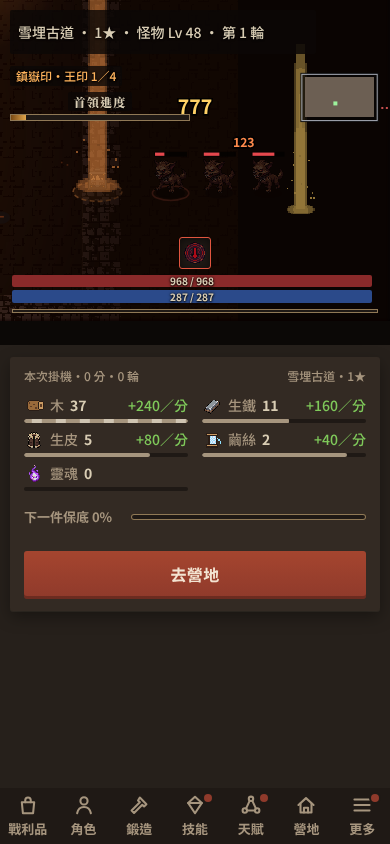 雪埋古道 • 1★ • 怪物 Lv 48 • 第 1 輪
鎮嶽印・王印 1／4
首領進度
777
123
968 / 968
287 / 287
本次掛機・0 分・0 輪
雪埋古道・1★
木 37 +240／分
生鐵 11 +160／分
生皮 5 +80／分
繭絲 2 +40／分
靈魂 0
下一件保底 0%
去營地
戰利品 角色 鍛造 技能 天賦 營地 更多